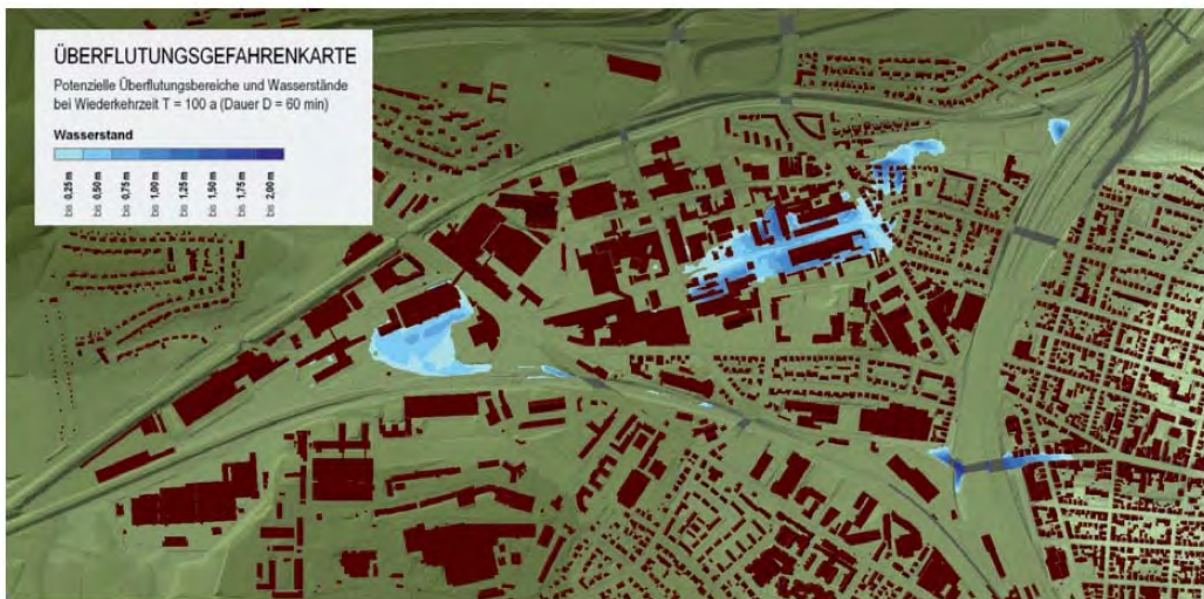 ÜBERFLUTUNGSGEFAHRENKARTE
Potenzielle Überflutungsbereiche und Wasserstände
bei Wiederkehrzeit T = 100 a (Dauer D = 60 min)
Wasserstand
bis 0,25 m
bis 0,50 m
bis 0,75 m
bis 1,00 m
bis 1,25 m
bis 1,50 m
bis 1,75 m
bis 2,00 m